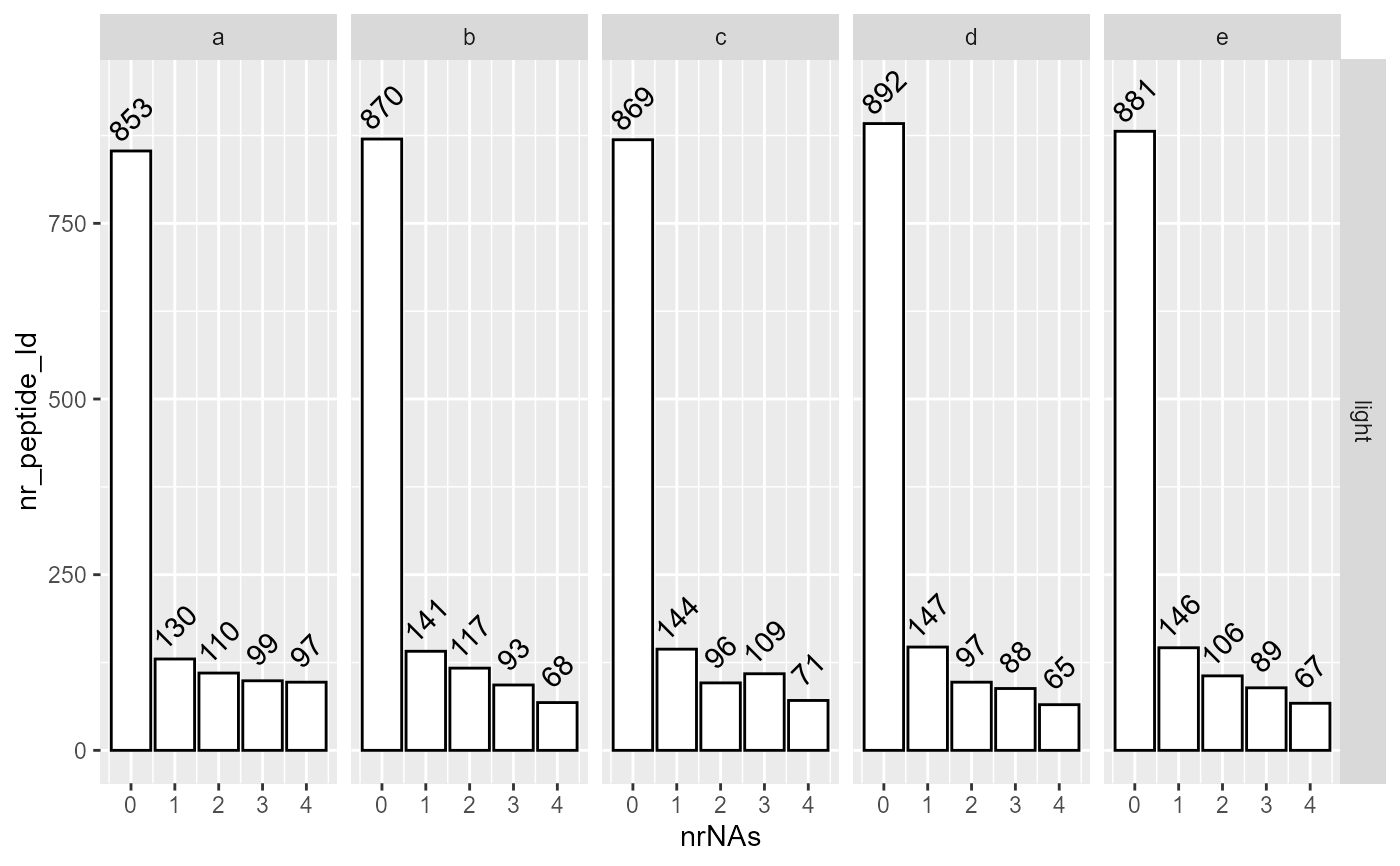 a b c d e
853 870 869 892 881
750
500
250
0
130 110 99 97
141 117 93 68
144 96 109 71
147 97 88 65
146 106 89 67
0 1 2 3 4 0 1 2 3 4 0 1 2 3 4 0 1 2 3 4 0 1 2 3 4
nrNAs
nr_peptide_Id
light